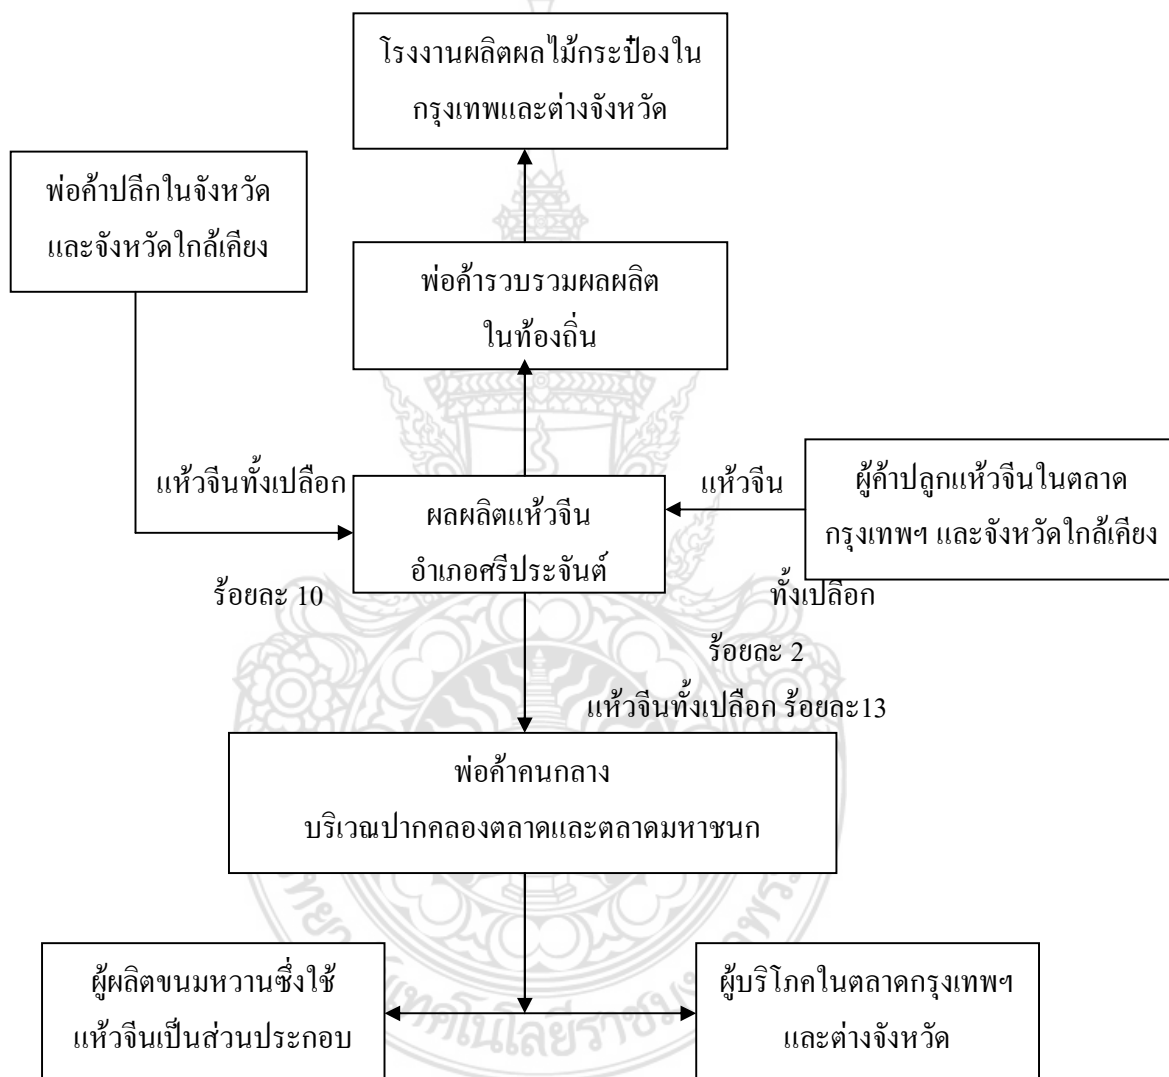 โรงงานผลิตผลไม้กระป๋องใน
กรุงเทพและต่างจังหวัด
พ่อค้าปลีกในจังหวัด
และจังหวัดใกล้เคียง
พ่อค้ารวบรวมผลผลิต
ในท้องถิ่น
แห้วจีนทั้งเปลือก
ร้อยละ 10
ผลผลิตแห้วจีน
อำเภอศรีประจันต์
แห้วจีน
ทั้งเปลือก
ร้อยละ 2
ผู้ค้าปลูกแห้วจีนในตลาด
กรุงเทพฯ และจังหวัดใกล้เคียง
แห้วจีนทั้งเปลือก ร้อยละ13
พ่อค้าคนกลาง
บริเวณปากคลองตลาดและตลาดมหาชนก
ผู้ผลิตขนมหวานซึ่งใช้
แห้วจีนเป็นส่วนประกอบ
ผู้บริโภคในตลาดกรุงเทพฯ
และต่างจังหวัด